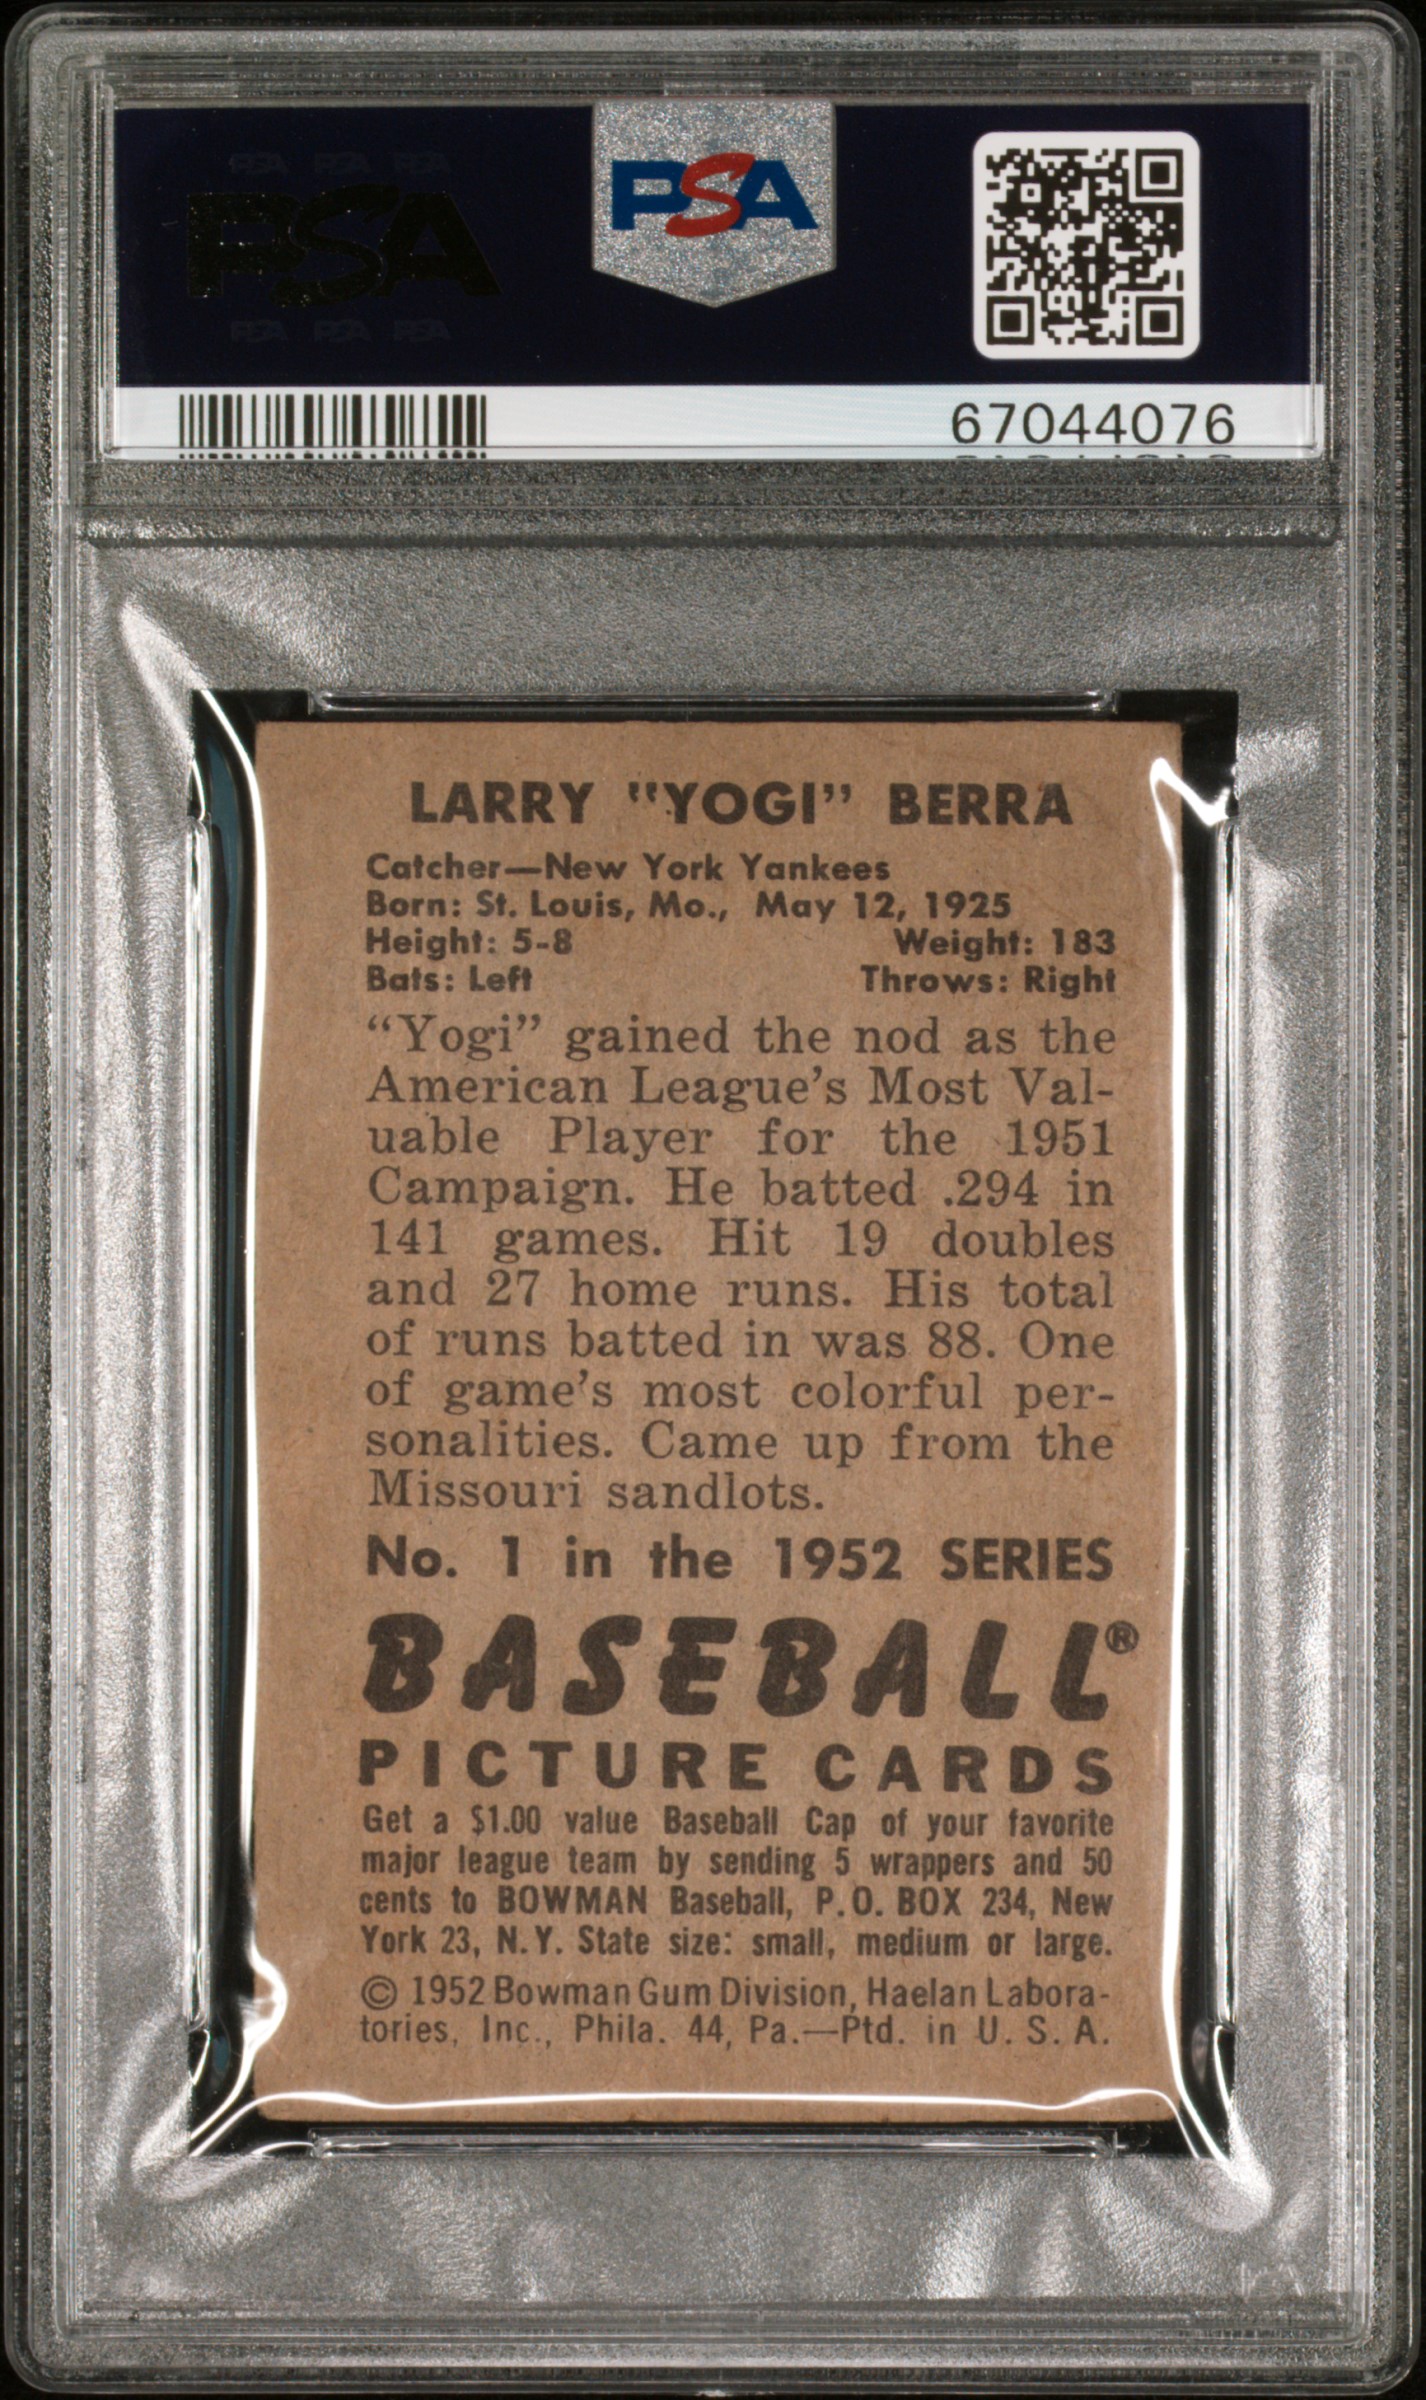 PSA PSA PSA
PSA
PSA
PSA PSA PSA
67044076
LARRY "YOGI" BERRA
Catcher—New York Yankees
Born: St. Louis, Mo., May 12, 1925
Height: 5-8 Weight: 183
Bats: Left Throws: Right
“Yogi” gained the nod as the
American League’s Most Val-
uable Player for the 1951
Campaign. He batted .294 in
141 games. Hit 19 doubles
and 27 home runs. His total
of runs batted in was 88. One
of game’s most colorful per-
sonalities. Came up from the
Missouri sandlots.
No. 1 in the 1952 SERIES
BASEBALL®
PICTURE CARDS
Get a $1.00 value Baseball Cap of your favorite
major league team by sending 5 wrappers and 50
cents to BOWMAN Baseball, P.O. BOX 234, New
York 23, N.Y. State size: small, medium or large.
© 1952 Bowman Gum Division, Haelan Labora-
tories, Inc., Phila. 44, Pa.—Ptd. in U. S. A.